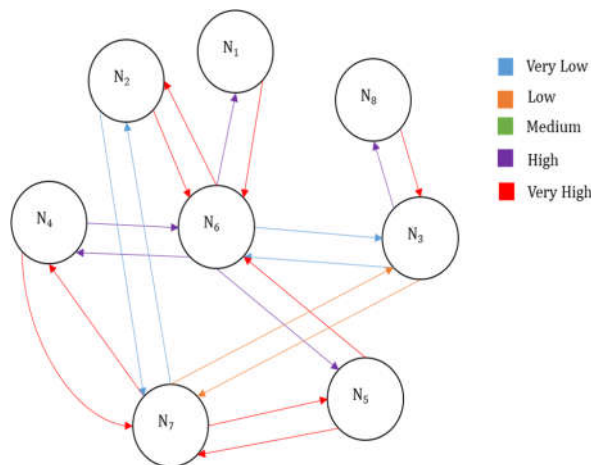 N₁
N₂
N₈
N₄
N₆
N₃
N₅
N₇
Very Low
Low
Medium
High
Very High